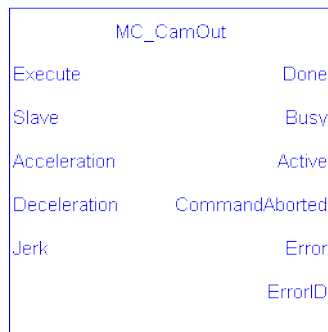 MC_CamOut
Execute Done
Slave Busy
Acceleration Active
Deceleration CommandAborted
Jerk Error
ErrorID